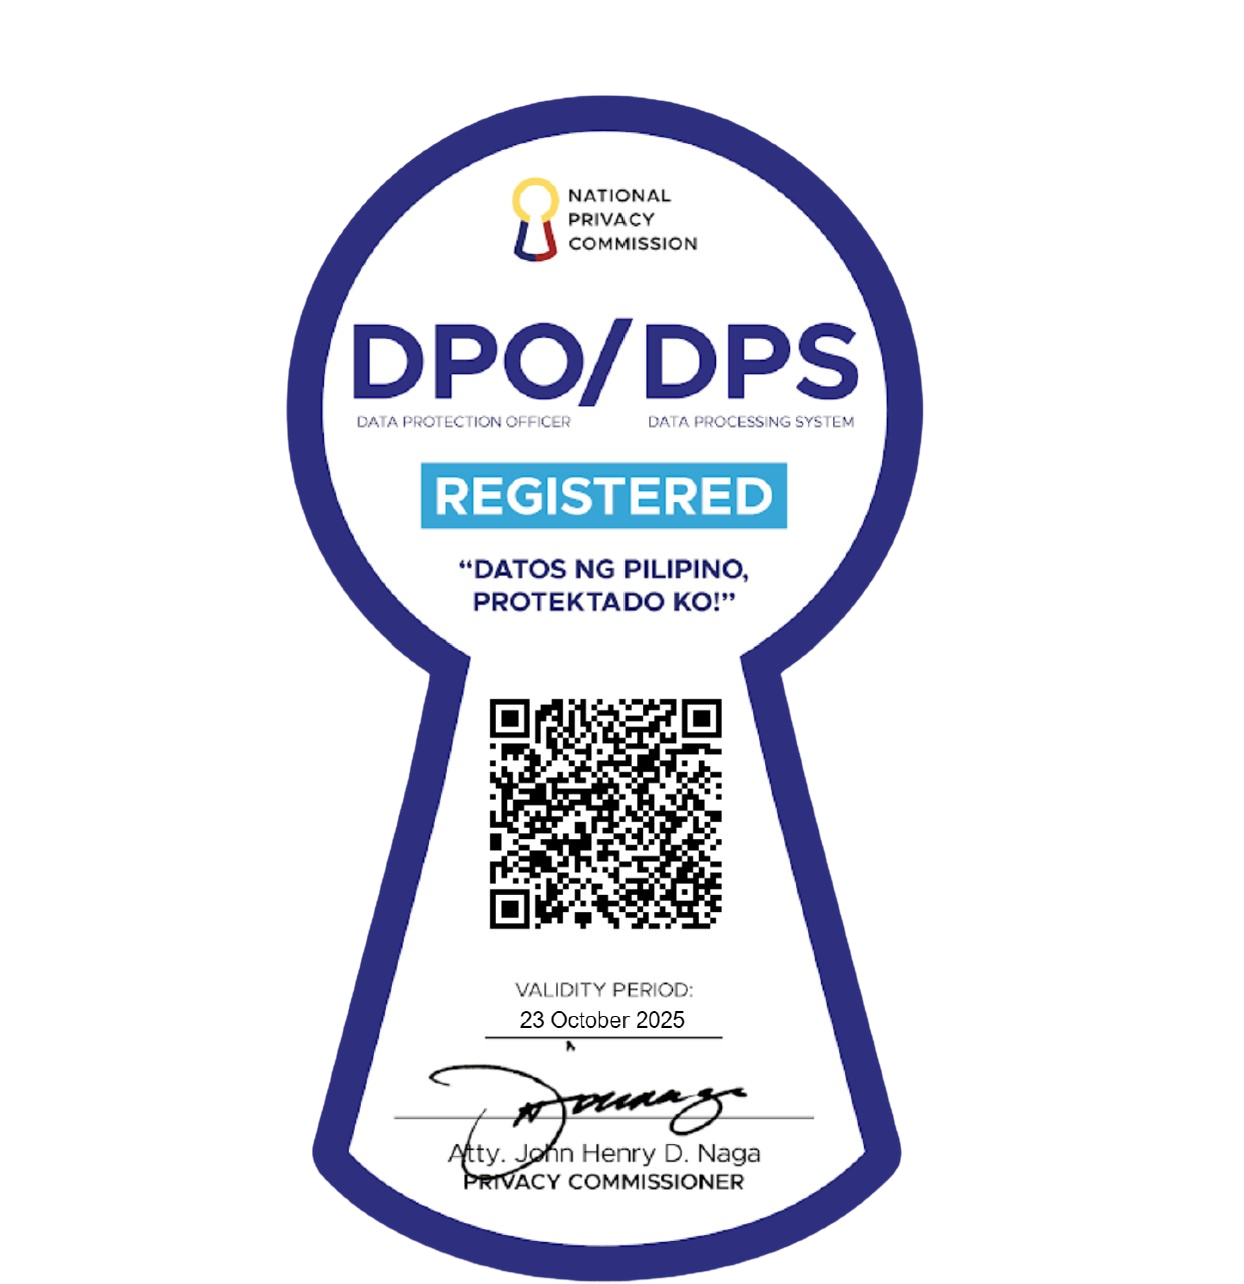 NATIONAL
PRIVACY
COMMISSION
DPO/DPS
DATA PROTECTION OFFICER DATA PROCESSING SYSTEM
REGISTERED
“DATOS NG PILIPINO,
PROTEKTADO KO!”
VALIDITY PERIOD:
23 October 2025
Atty. John Henry D. Naga
PRIVACY COMMISSIONER